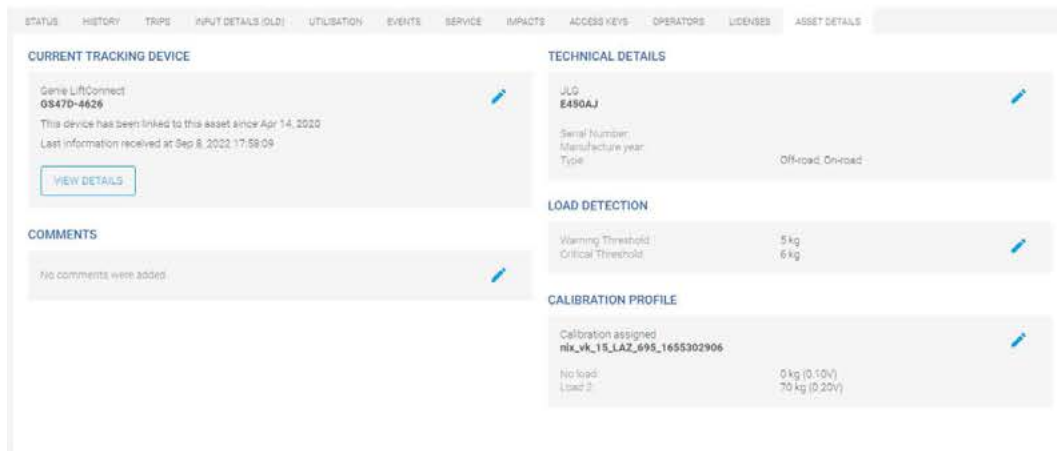 STATUS HISTORY TRIPS INPUT DETAILS (OLD) UTILISATION EVENTS SERVICE IMPACTS ACCESS KEYS OPERATORS LICENSES ASSET DETAILS
CURRENT TRACKING DEVICE
Genie LiftConnect
GS47D-4626
This device has been linked to this asset since Apr 14, 2020
Last information received at Sep 8, 2022 17:58:09
VIEW DETAILS
COMMENTS
No comments were added
TECHNICAL DETAILS
JLG
E450AJ
Serial Number
Manufacture year
Type Off-road, On-road
LOAD DETECTION
Warning Threshold 5 kg
Critical Threshold 6 kg
CALIBRATION PROFILE
Calibration assigned
nix_vk_15_LAZ_695_1655302906
No load: 0 kg (0.10V)
Load 2: 70 kg (0.20V)